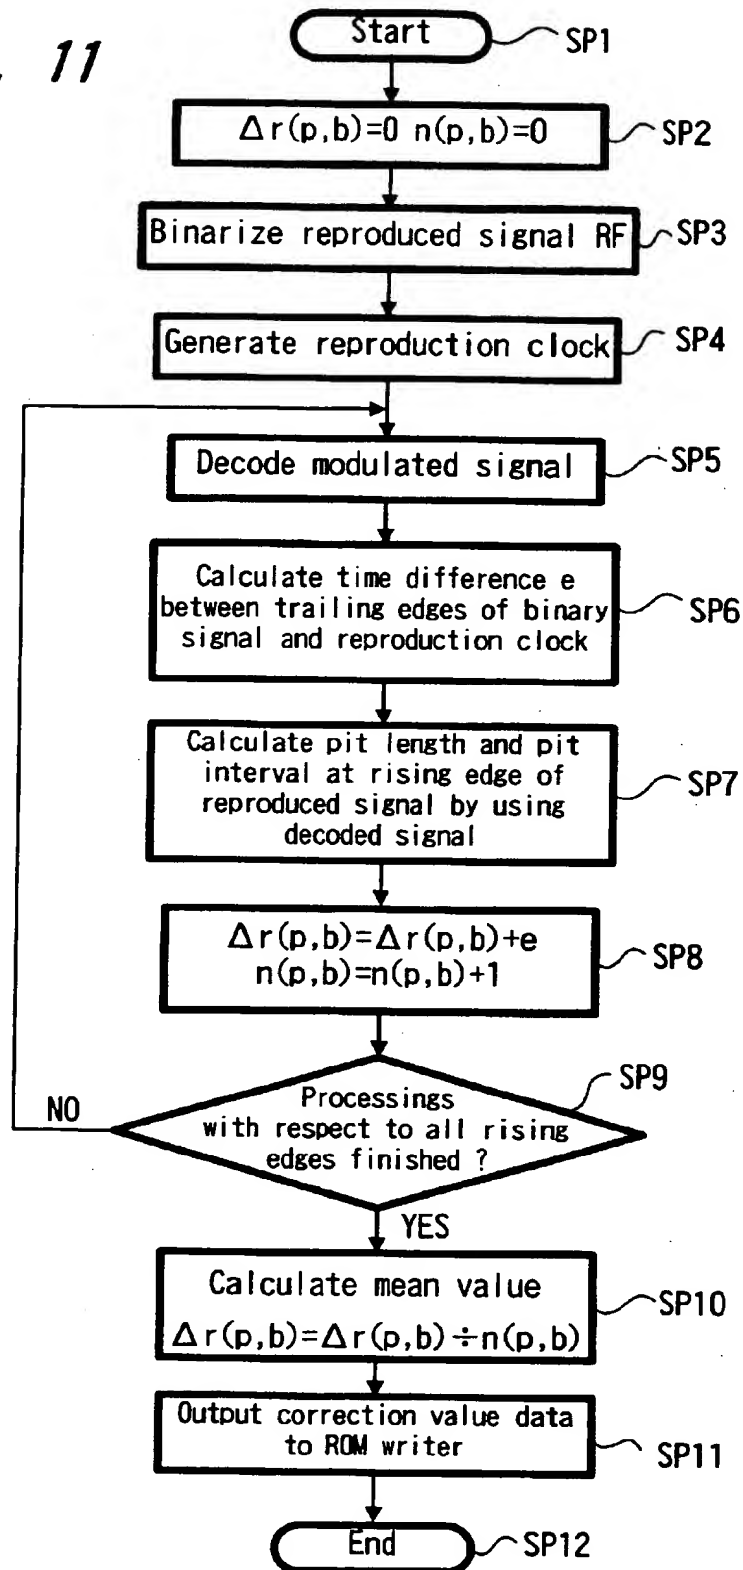 . 11
Start
SP1
Δr(p,b)=0 n(p,b)=0
SP2
Binarize reproduced signal RF
SP3
Generate reproduction clock
SP4
Decode modulated signal
SP5
Calculate time difference e
between trailing edges of binary
signal and reproduction clock
SP6
Calculate pit length and pit
interval at rising edge of
reproduced signal by using
decoded signal
SP7
Δr(p,b)=Δr(p,b)+e
n(p,b)=n(p,b)+1
SP8
SP9
Processings
with respect to all rising
edges finished ?
NO
YES
Calculate mean value
Δr(p,b)=Δr(p,b)÷n(p,b)
SP10
Output correction value data
to ROM writer
SP11
End
SP12